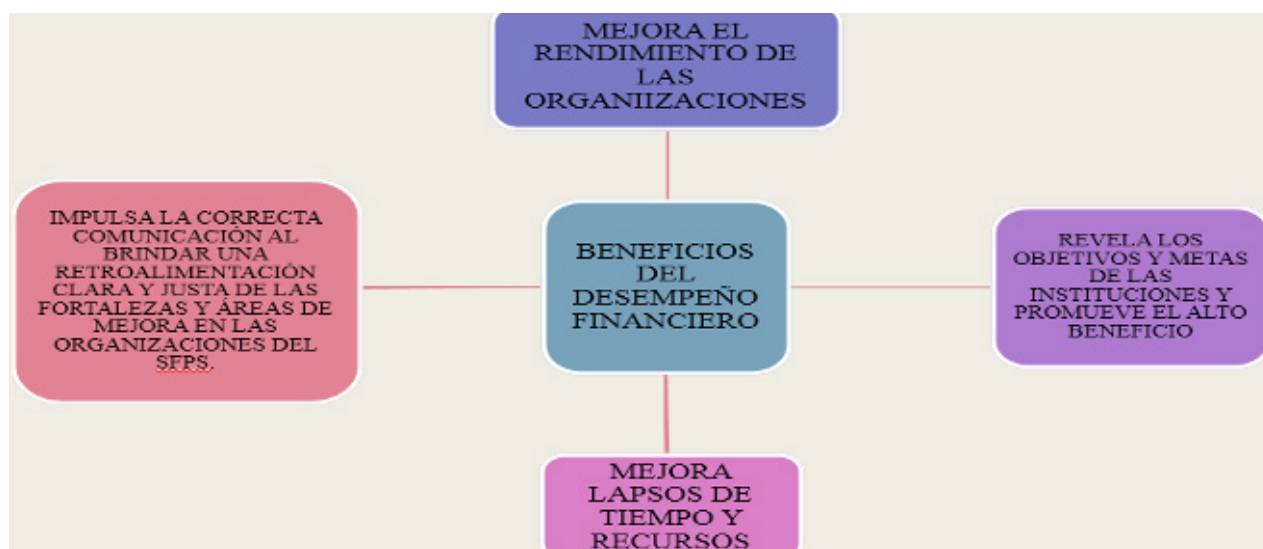 MEJORA EL
RENDIMIENTO DE
LAS
ORGANIIZACIONES
IMPULSA LA CORRECTA
COMUNICACIÓN AL
BRINDAR UNA
RETROALIMENTACIÓN
CLARA Y JUSTA DE LAS
FORTALEZAS Y ÁREAS DE
MEJORA EN LAS
ORGANIZACIONES DEL
SFPS.
BENEFICIOS
DEL
DESEMPEÑO
FINANCIERO
REVELA LOS
OBJETIVOS Y METAS
DE LAS
INSTITUCIONES Y
PROMUEVE EL ALTO
BENEFICIO
MEJORA
LAPSOS DE
TIEMPO Y
RECURSOS